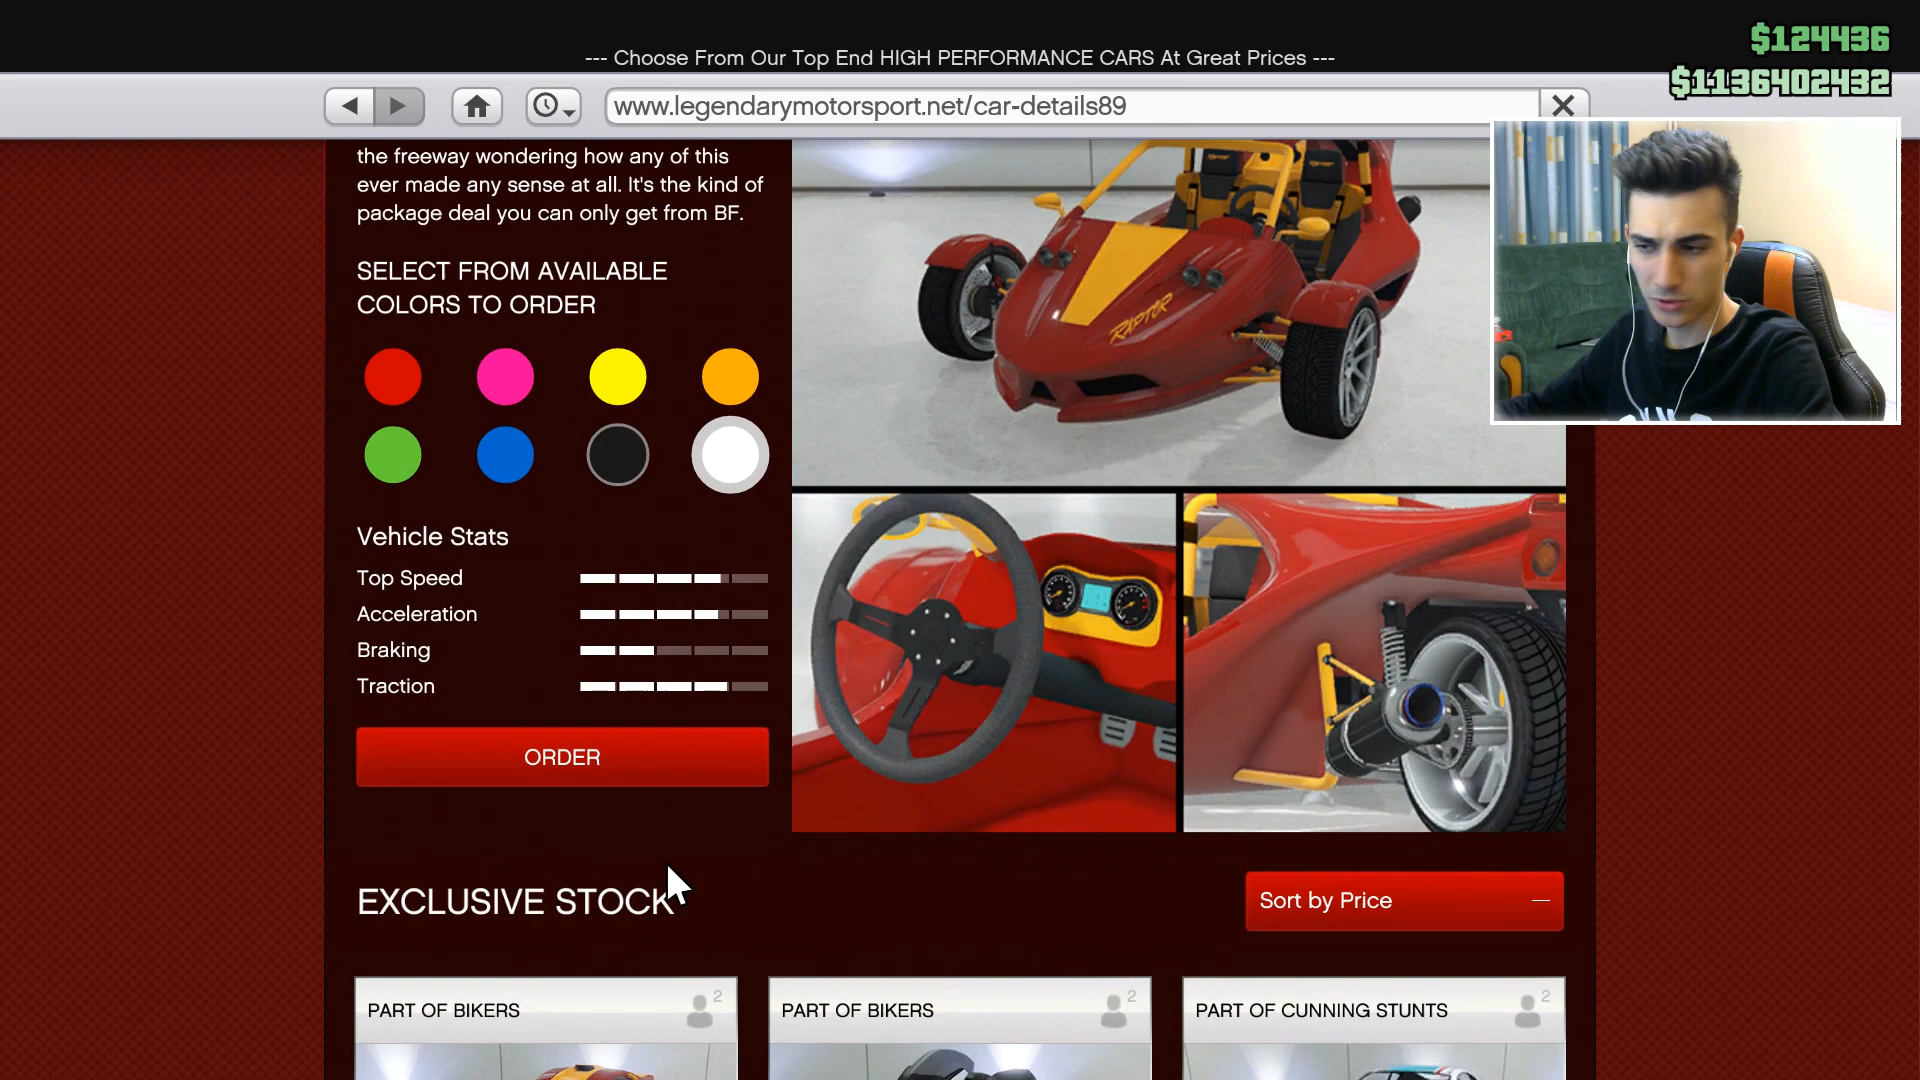 $124436
--- Choose From Our Top End HIGH PERFORMANCE CARS At Great Prices ---
$1136402432
www.legendarymotorsport.net/car-details89
the freeway wondering how any of this
ever made any sense at all. It's the kind of
package deal you can only get from BF.
SELECT FROM AVAILABLE
COLORS TO ORDER
RAPTOR
Vehicle Stats
Top Speed
Acceleration
Braking
Traction
ORDER
EXCLUSIVE STOCK
Sort by Price
PART OF BIKERS
2
PART OF BIKERS
2
PART OF CUNNING STUNTS
2